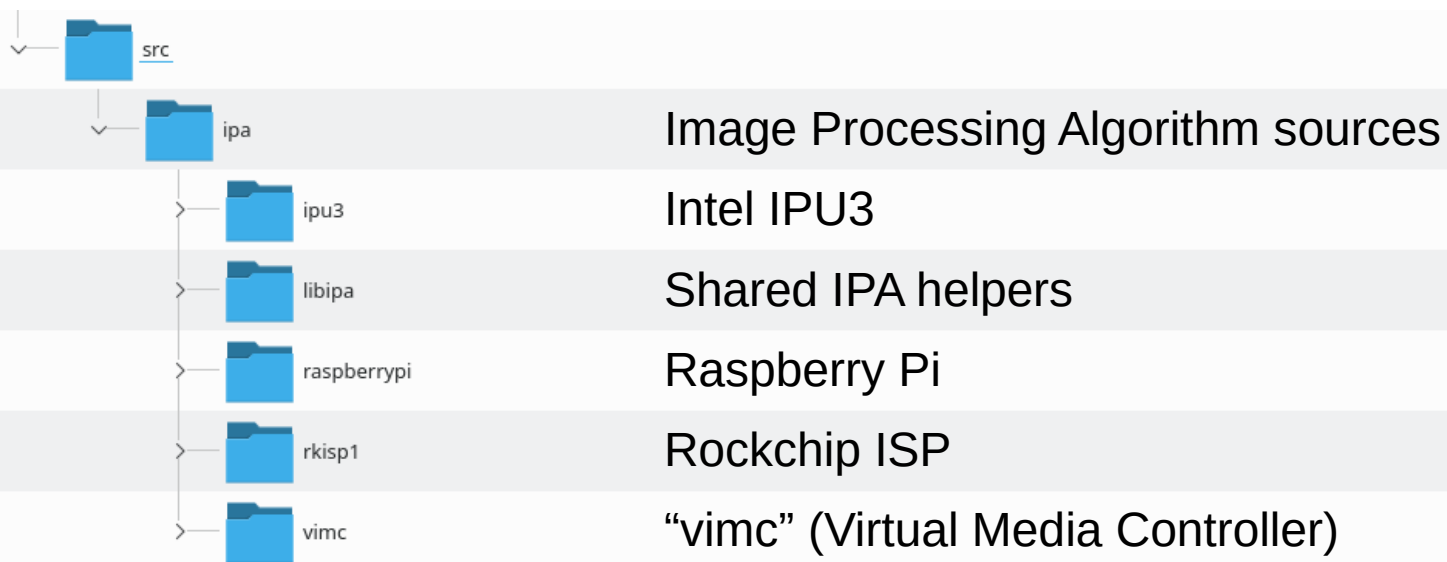 src
ipa Image Processing Algorithm sources
ipu3 Intel IPU3
libipa Shared IPA helpers
raspberrypi Raspberry Pi
rkisp1 Rockchip ISP
vimc “vimc” (Virtual Media Controller)